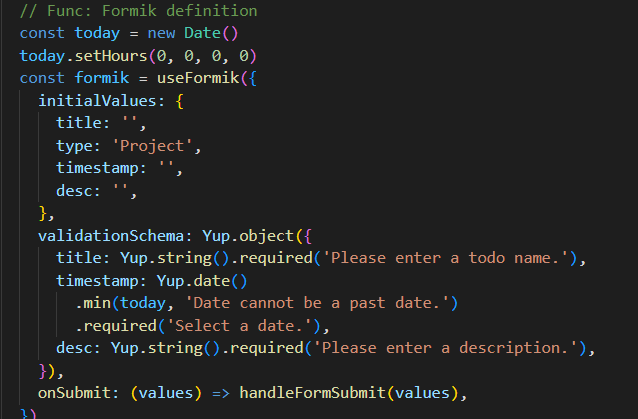 // Func: Formik definition
const today = new Date()
today.setHours(0, 0, 0, 0)
const formik = useFormik({
initialValues: {
title: '',
type: 'Project',
timestamp: '',
desc: '',
},
validationSchema: Yup.object({
title: Yup.string().required('Please enter a todo name.'),
timestamp: Yup.date()
.min(today, 'Date cannot be a past date.')
.required('Select a date.'),
desc: Yup.string().required('Please enter a description.'),
}),
onSubmit: (values) => handleFormSubmit(values),
})